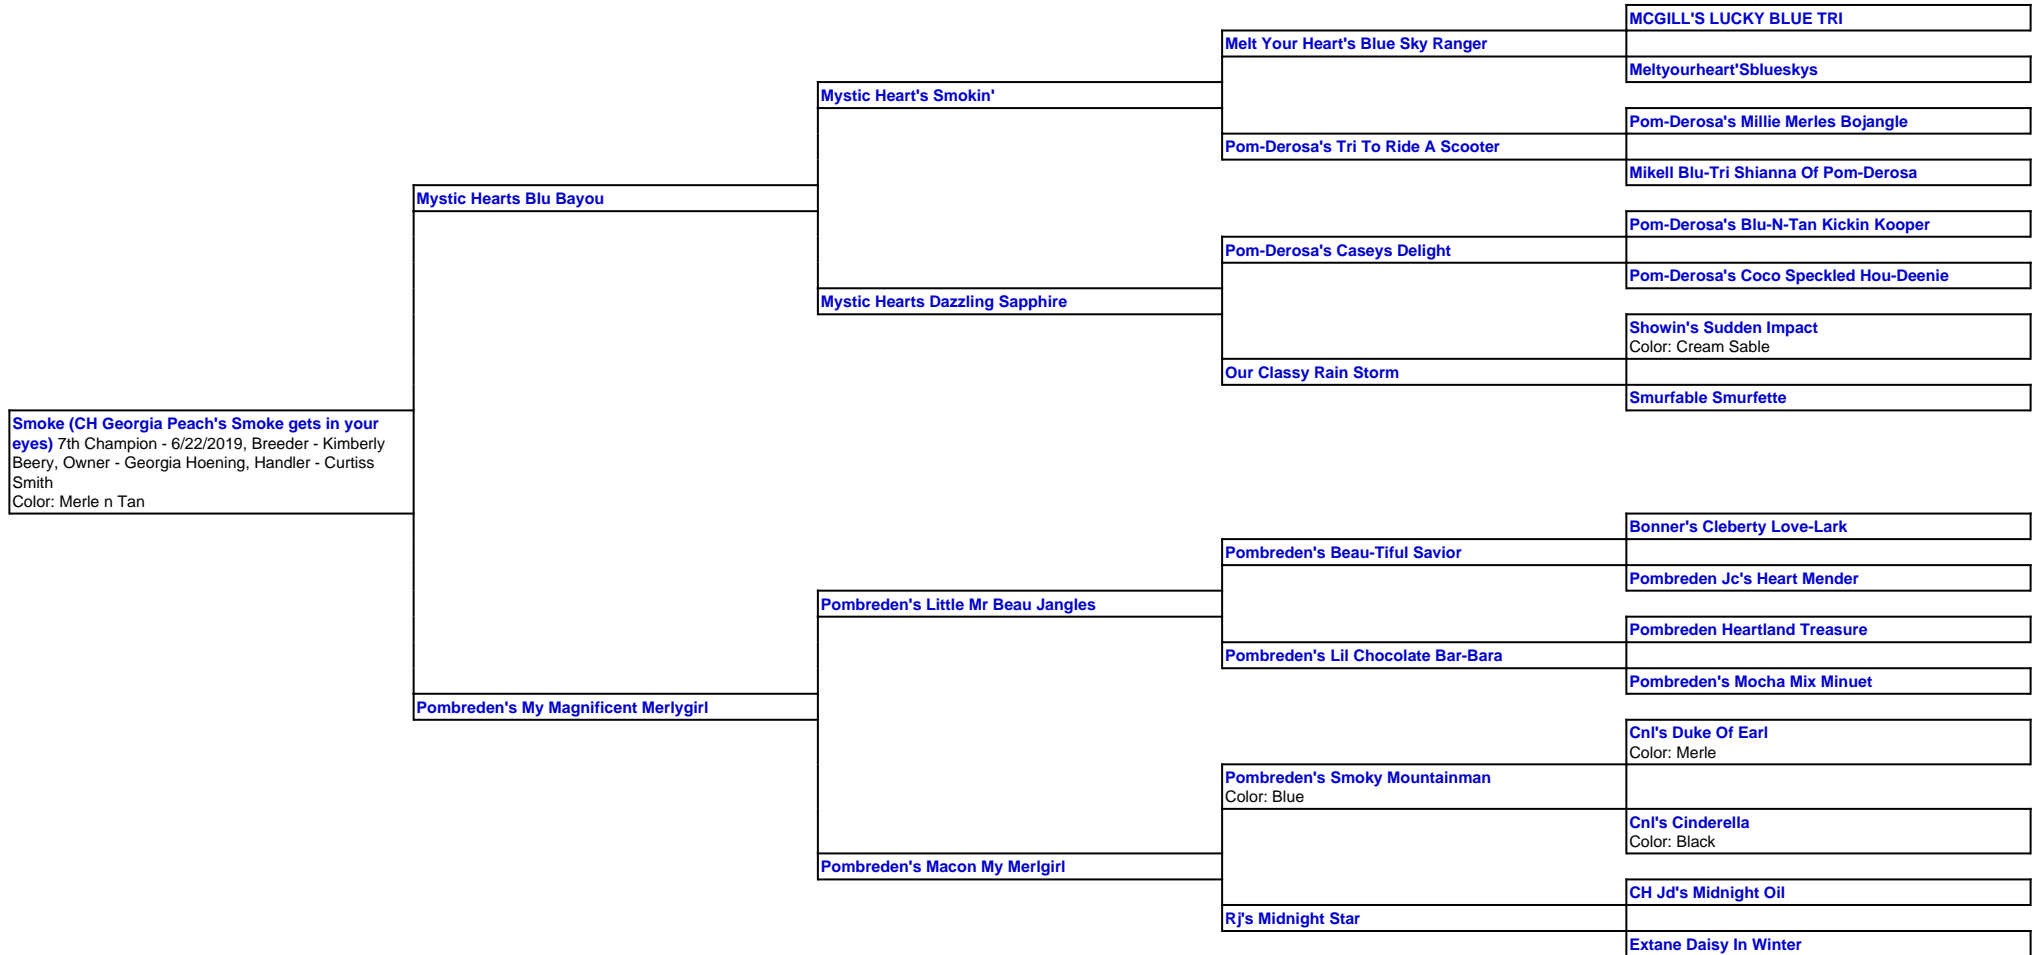 MCGILL'S LUCKY BLUE TRI
Melt Your Heart's Blue Sky Ranger
Meltyourheart'Sblueskys
Mystic Heart's Smokin'
Pom-Derosa's Millie Merles Bojangle
Pom-Derosa's Tri To Ride A Scooter
Mikell Blu-Tri Shianna Of Pom-Derosa
Mystic Hearts Blu Bayou
Pom-Derosa's Blu-N-Tan Kickin Kooper
Pom-Derosa's Caseys Delight
Pom-Derosa's Coco Speckled Hou-Deenie
Mystic Hearts Dazzling Sapphire
Showin's Sudden Impact
Color: Cream Sable
Our Classy Rain Storm
Smurfable Smurfette
Smoke (CH Georgia Peach's Smoke gets in your
eyes) 7th Champion - 6/22/2019, Breeder - Kimberly
Beery, Owner - Georgia Hoening, Handler - Curtiss
Smith
Color: Merle n Tan
Bonner's Cleberty Love-Lark
Pombreden's Beau-Tiful Savior
Pombreden Jc's Heart Mender
Pombreden's Little Mr Beau Jangles
Pombreden Heartland Treasure
Pombreden's Lil Chocolate Bar-Bara
Pombreden's Mocha Mix Minuet
Pombreden's My Magnificent Merlygirl
Cnl's Duke Of Earl
Color: Merle
Pombreden's Smoky Mountainman
Color: Blue
Cnl's Cinderella
Color: Black
Pombreden's Macon My Merlgirl
CH Jd's Midnight Oil
Rj's Midnight Star
Extane Daisy In Winter